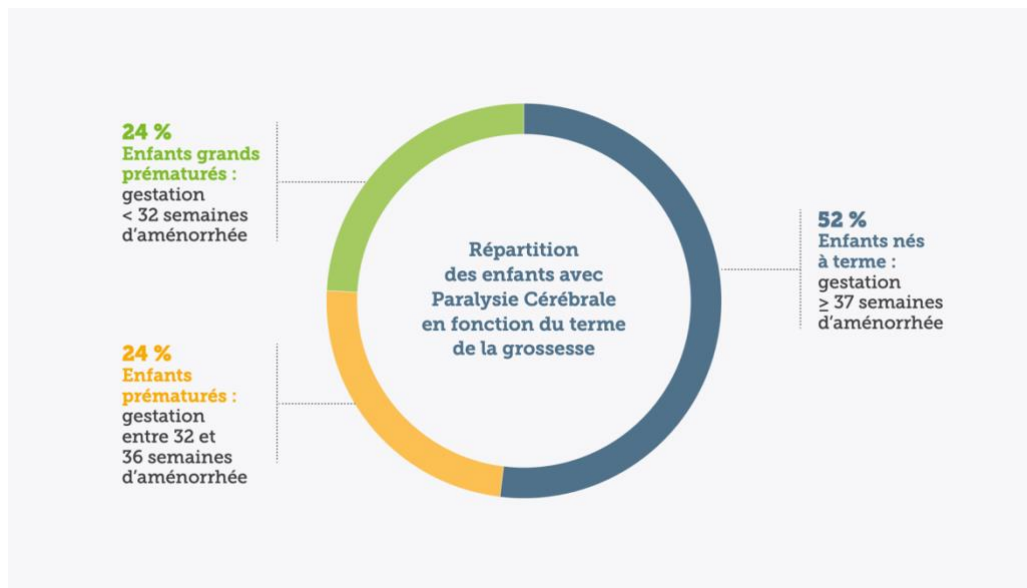 24 %
Enfants grands
prématurés :
gestation
< 32 semaines
d’aménorrhée
24 %
Enfants
prématurés :
gestation
entre 32 et
36 semaines
d’aménorrhée
Répartition
des enfants avec
Paralysie Cérébrale
en fonction du terme
de la grossesse
52 %
Enfants nés
à terme :
gestation
≥ 37 semaines
d’aménorrhée